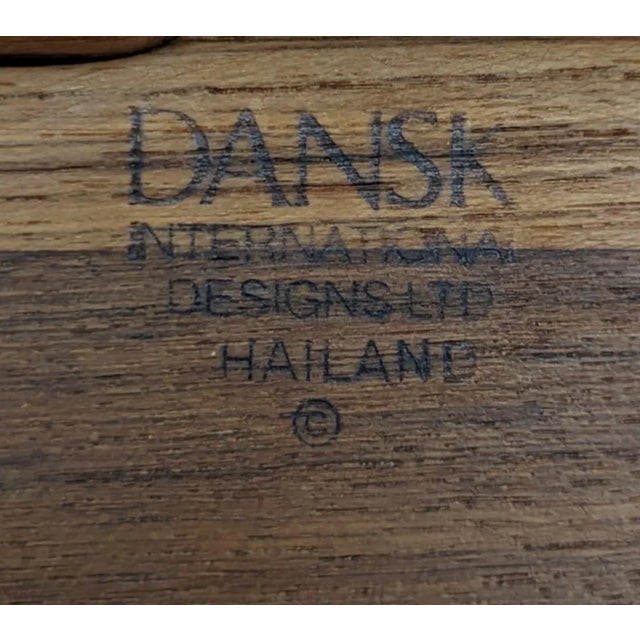 DANSK
INTERNATIONAL
DESIGNS LTD
HAILAND
©